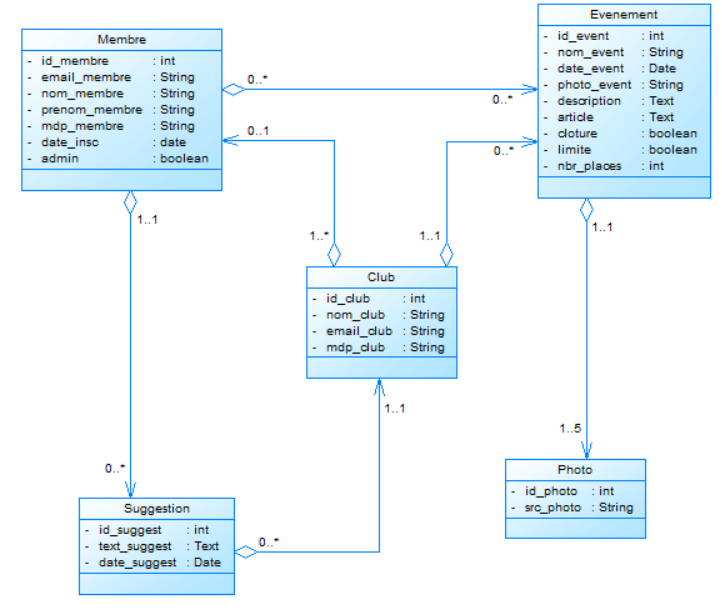 Membre
- id_membre : int
- email_membre : String
- nom_membre : String
- prenom_membre : String
- mdp_membre : String
- date_insc : date
- admin : boolean
Evenement
- id_event : int
- nom_event : String
- date_event : Date
- photo_event : String
- description : Text
- article : Text
- cloture : boolean
- limite : boolean
- nbr_places : int
0..*
0..*
0..1
0..*
1..1
1..*
1..1
1..1
Club
- id_club : int
- nom_club : String
- email_club : String
- mdp_club : String
1..1
1..5
0..*
Photo
- id_photo : int
- src_photo : String
Suggestion
- id_suggest : int
- text_suggest : Text
- date_suggest : Date
0..*